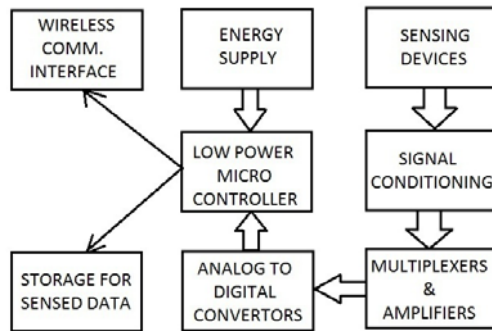 WIRELESS
COMM.
INTERFACE
ENERGY
SUPPLY
SENSING
DEVICES
LOW POWER
MICRO
CONTROLLER
SIGNAL
CONDITIONING
STORAGE FOR
SENSED DATA
ANALOG TO
DIGITAL
CONVERTORS
MULTIPLEXERS
&
AMPLIFIERS